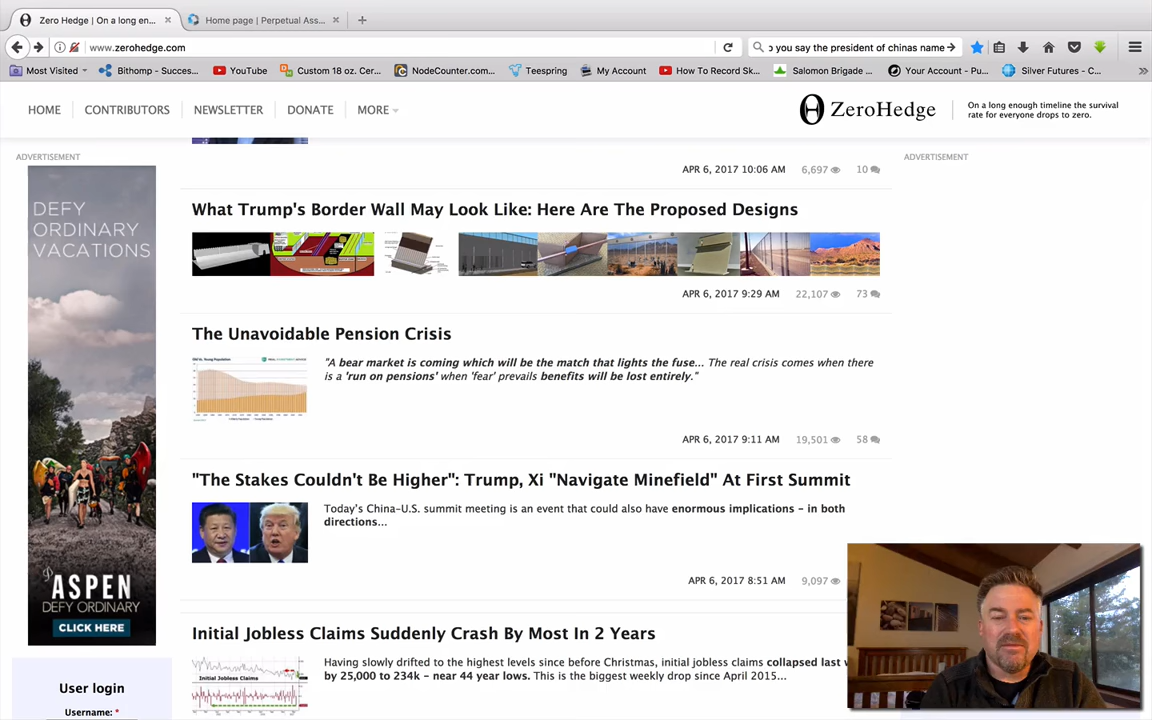 Zero Hedge | On a long en...
Home page | Perpetual Ass...
www.zerohedge.com
you say the president of chinas name
Most Visited
Bithomp - Succes...
YouTube
Custom 18 oz. Cer...
NodeCounter.com...
Teespring
My Account
How To Record Sk...
Salomon Brigade ...
Your Account - Pu...
Silver Futures - C...
HOME
CONTRIBUTORS
NEWSLETTER
DONATE
MORE
ZeroHedge
On a long enough timeline the survival
rate for everyone drops to zero.
ADVERTISEMENT
ADVERTISEMENT
APR 6, 2017 10:06 AM 6,697 10
What Trump's Border Wall May Look Like: Here Are The Proposed Designs
APR 6, 2017 9:29 AM 22,107 73
The Unavoidable Pension Crisis
"A bear market is coming which will be the match that lights the fuse... The real crisis comes when there
is a 'run on pensions' when 'fear' prevails benefits will be lost entirely."
APR 6, 2017 9:11 AM 19,501 58
"The Stakes Couldn't Be Higher": Trump, Xi "Navigate Minefield" At First Summit
Today's China-U.S. summit meeting is an event that could also have enormous implications - in both
directions...
APR 6, 2017 8:51 AM 9,097
Initial Jobless Claims Suddenly Crash By Most In 2 Years
Having slowly drifted to the highest levels since before Christmas, initial jobless claims collapsed last
by 25,000 to 234k - near 44 year lows. This is the biggest weekly drop since April 2015...
Initial Jobless Claims
DEFY
ORDINARY
VACATIONS
ASPEN
DEFY ORDINARY
CLICK HERE
User login
Username: *